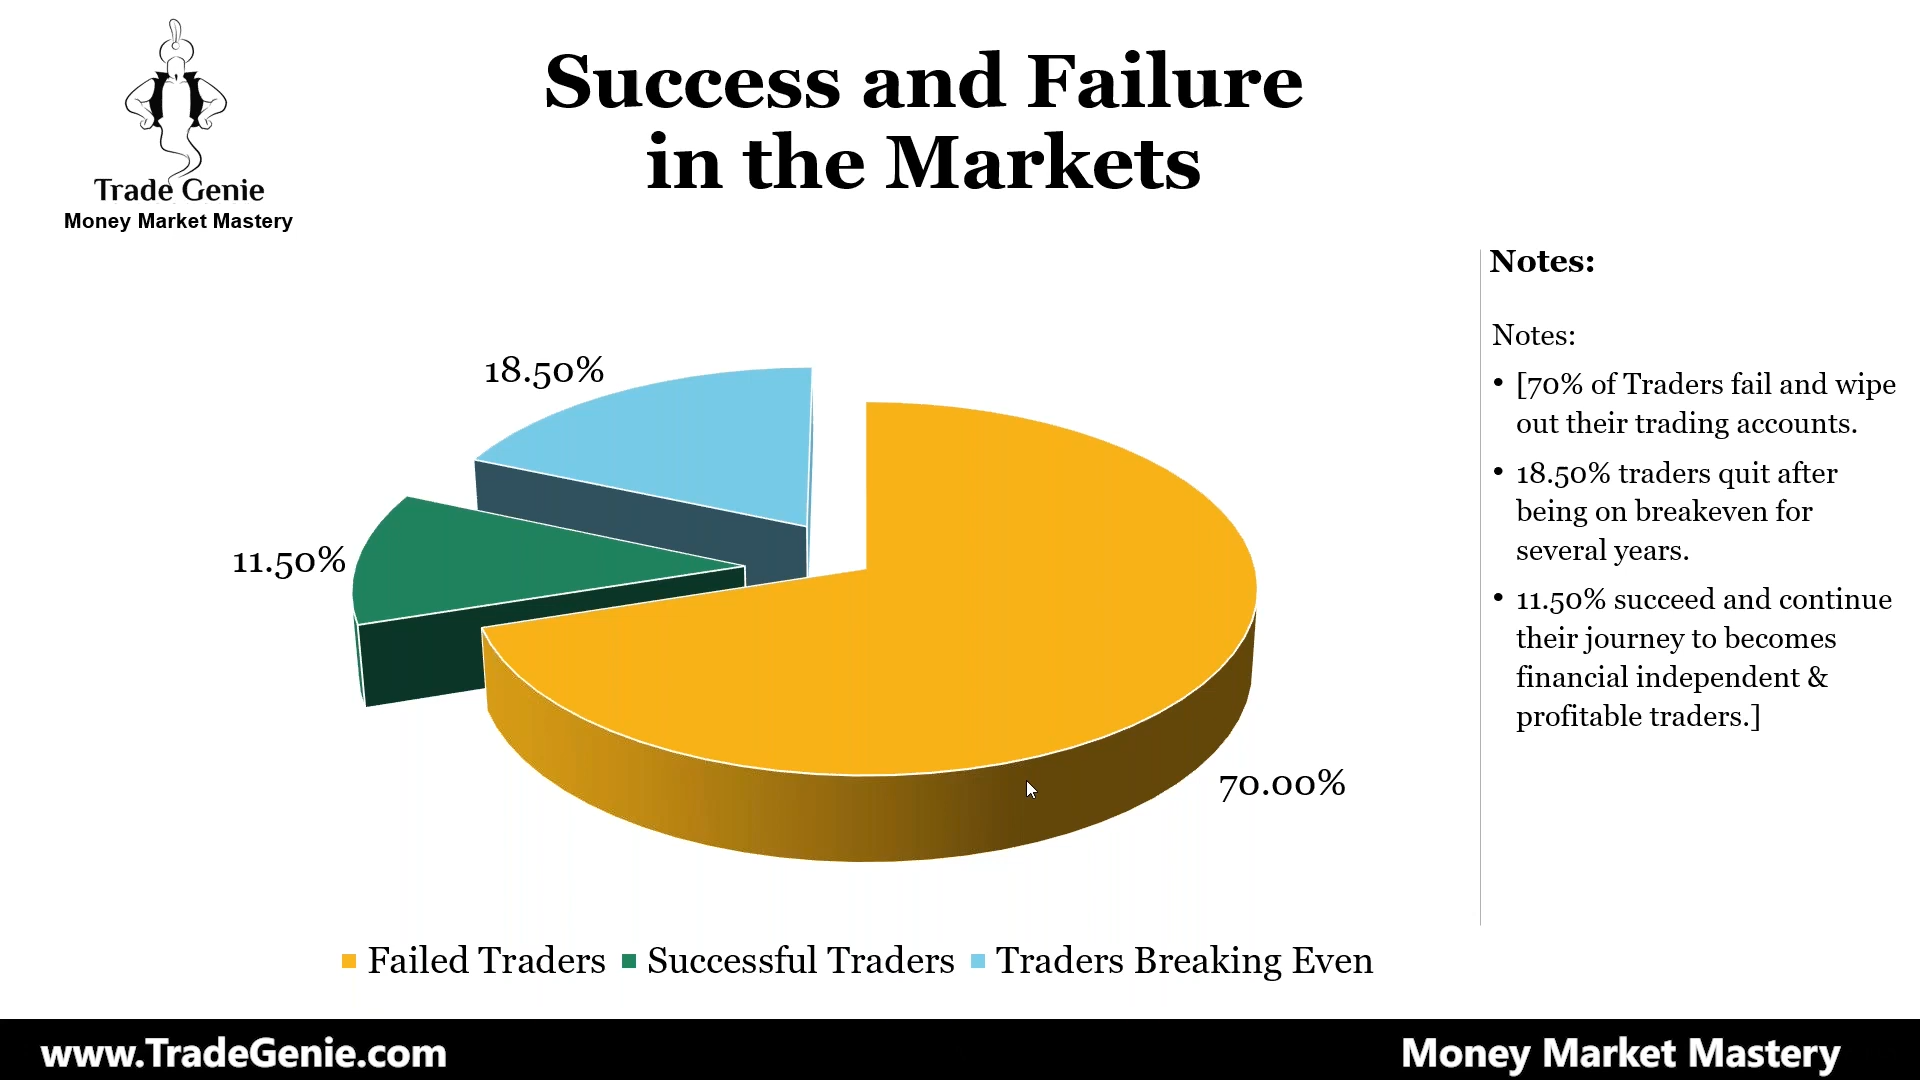 Success and Failure
in the Markets
Trade Genie
Money Market Mastery
18.50%
11.50%
70.00%
Failed Traders Successful Traders Traders Breaking Even
Notes:
Notes:
• [70% of Traders fail and wipe
out their trading accounts.
• 18.50% traders quit after
being on breakeven for
several years.
• 11.50% succeed and continue
their journey to becomes
financial independent &
profitable traders.]
www.TradeGenie.com
Money Market Mastery